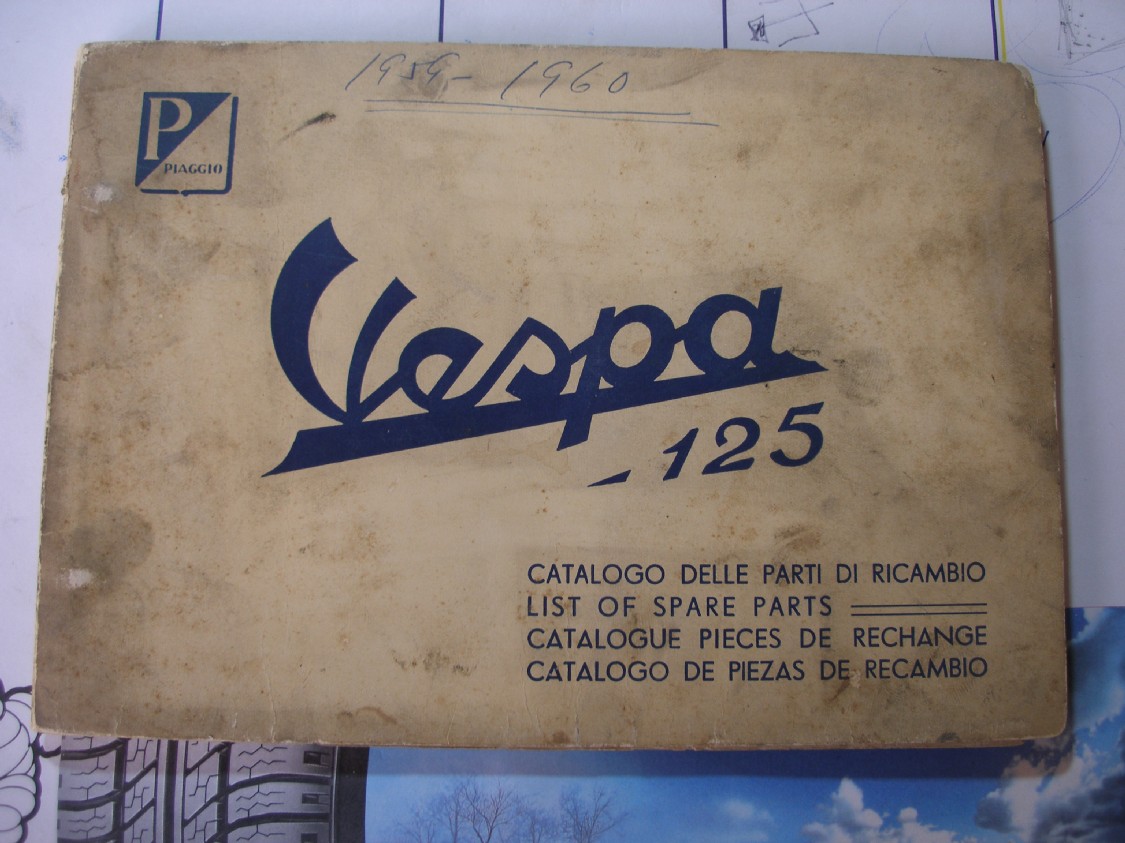 1959 - 1960
P
PIAGGIO
Vespa
125
CATALOGO DELLE PARTI DI RICAMBIO
LIST OF SPARE PARTS
CATALOGUE PIECES DE RECHANGE
CATALOGO DE PIEZAS DE RECAMBIO